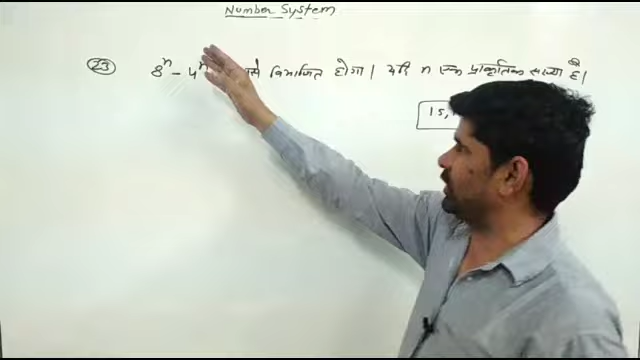 Number System
23 8ⁿ - 4ⁿ से विभाजित होगा। यदि n एक प्राकृतिक संख्या है।
15,